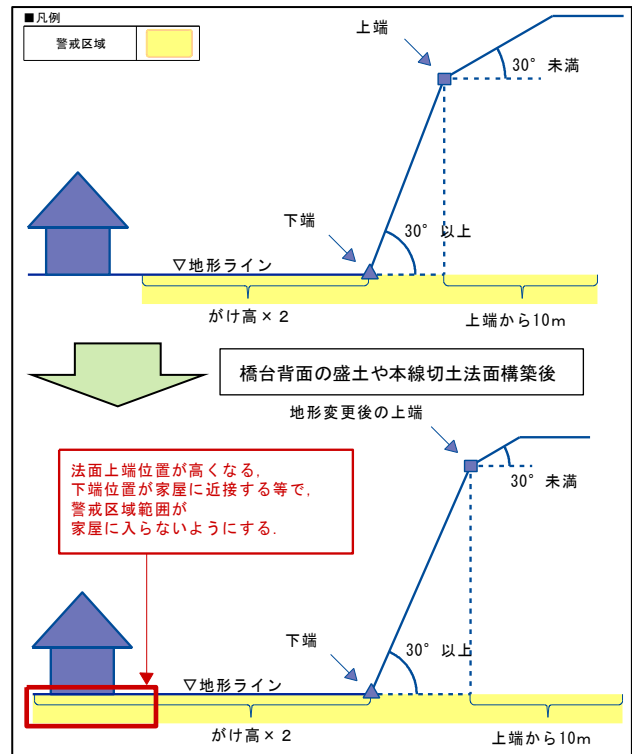 ■凡例
警戒区域
上端
30° 未満
下端
30° 以上
▽地形ライン
がけ高×2
上端から10m
橋台背面の盛土や本線切土法面構築後
地形変更後の上端
30° 未満
法面上端位置が高くなる,
下端位置が家屋に近接する等で,
警戒区域範囲が
家屋に入らないようにする.
下端
30° 以上
▽地形ライン
がけ高×2
上端から10m